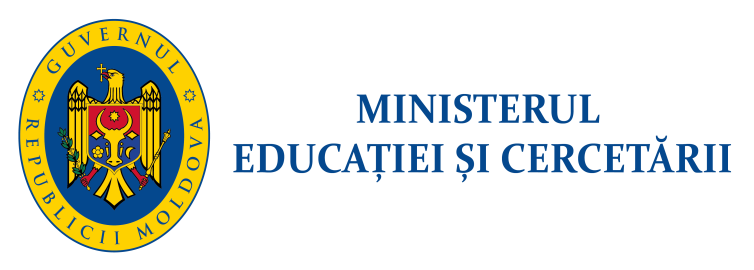 GUVERNUL
REPUBLICII MOLDOVA
MINISTERUL
EDUCAȚIEI ȘI CERCETĂRII